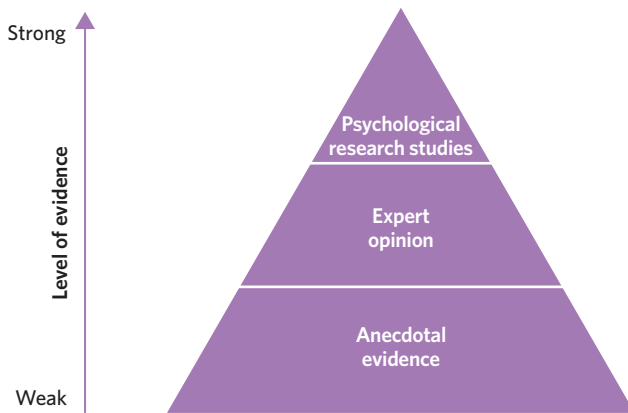 Strong
Level of evidence
Weak
Psychological
research studies
Expert
opinion
Anecdotal
evidence